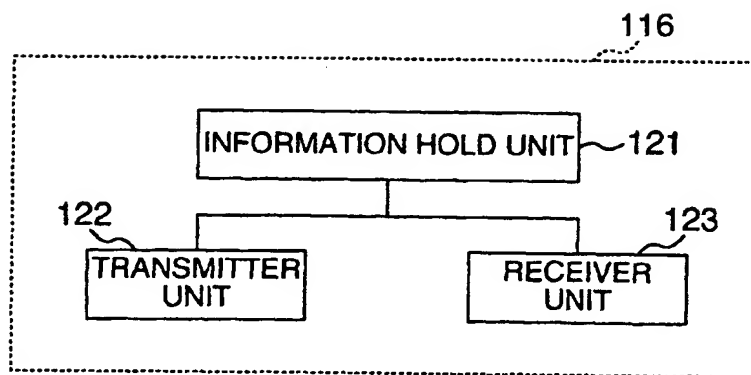 116
INFORMATION HOLD UNIT
121
122
123
TRANSMITTER
UNIT
RECEIVER
UNIT